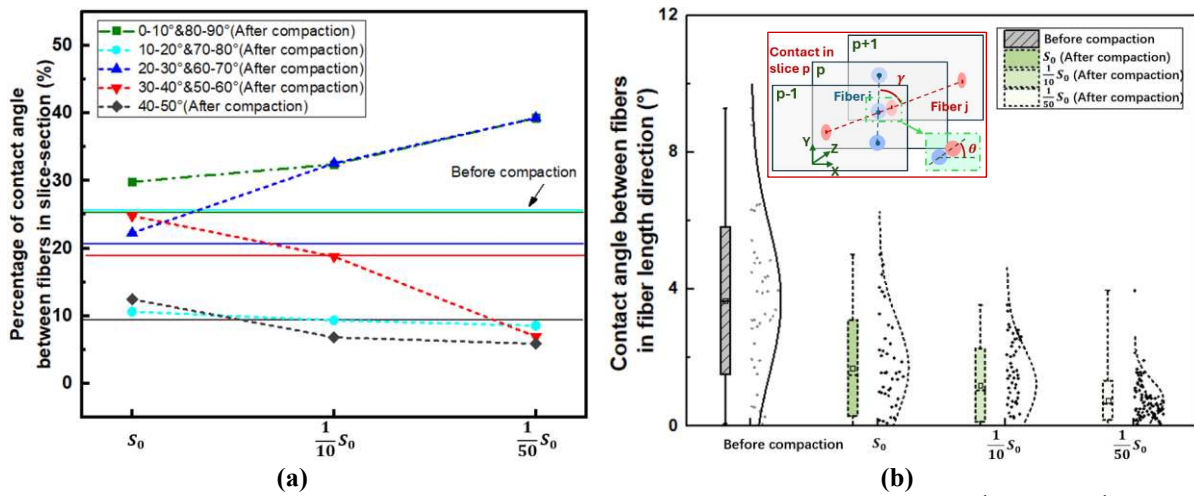 Percentage of contact angle
between fibers in slice-section (%)
50
40
30
20
10
0
0-10°&80-90°(After compaction)
10-20°&70-80°(After compaction)
20-30°&60-70°(After compaction)
30-40°&50-60°(After compaction)
40-50°(After compaction)
Before compaction
S₀
1/10 S₀
1/50 S₀
(a)
Contact angle between fibers
in fiber length direction (°)
12
8
4
0
Contact in
slice p
p+1
p
p-1
Fiber i
γ
Fiber j
Y
Z
X
θ
Before compaction
S₀ (After compaction)
1/10 S₀ (After compaction)
1/50 S₀ (After compaction)
Before compaction
S₀
1/10 S₀
1/50 S₀
(b)